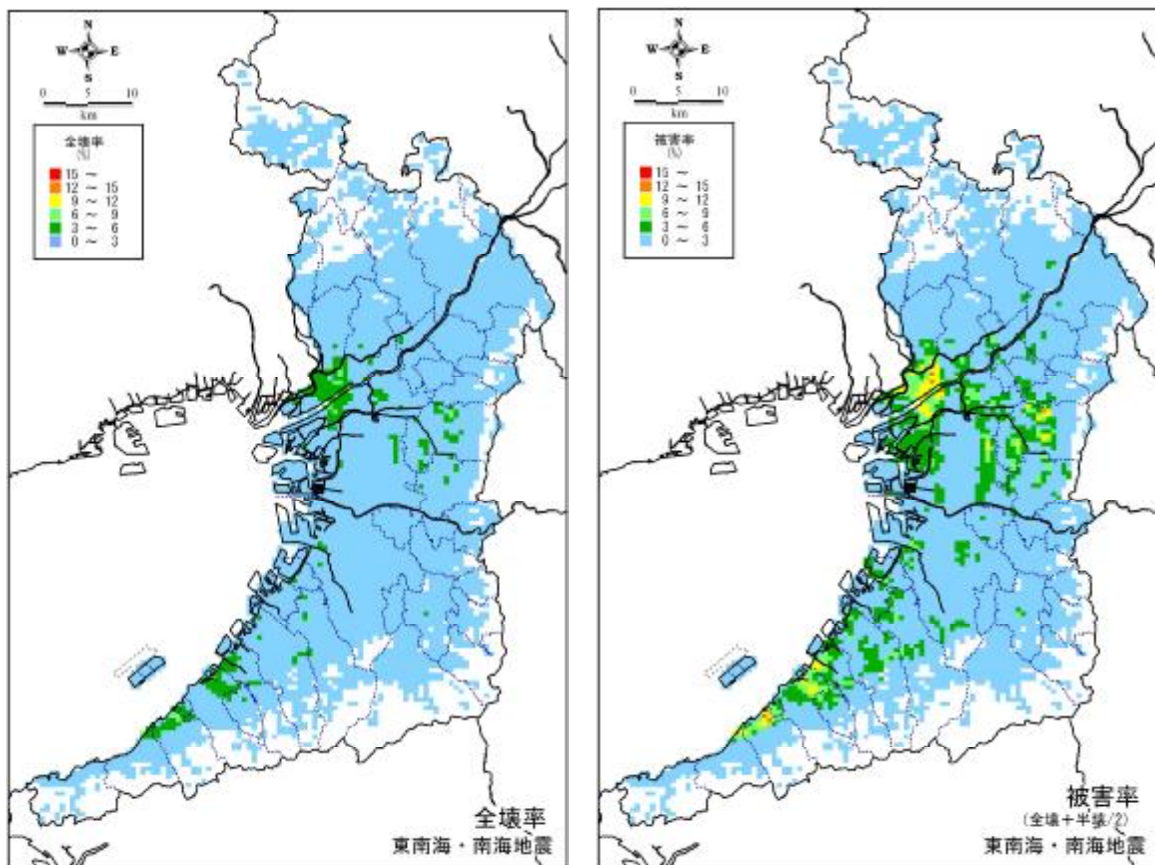 N
W E
S
0 5 10
km
全壊率
(%)
15 ~
12 ~ 15
9 ~ 12
6 ~ 9
3 ~ 6
0 ~ 3
全壊率
東南海・南海地震
N
W E
S
0 5 10
km
被害率
(%)
15 ~
12 ~ 15
9 ~ 12
6 ~ 9
3 ~ 6
0 ~ 3
被害率
(全壊+半壊/2)
東南海・南海地震